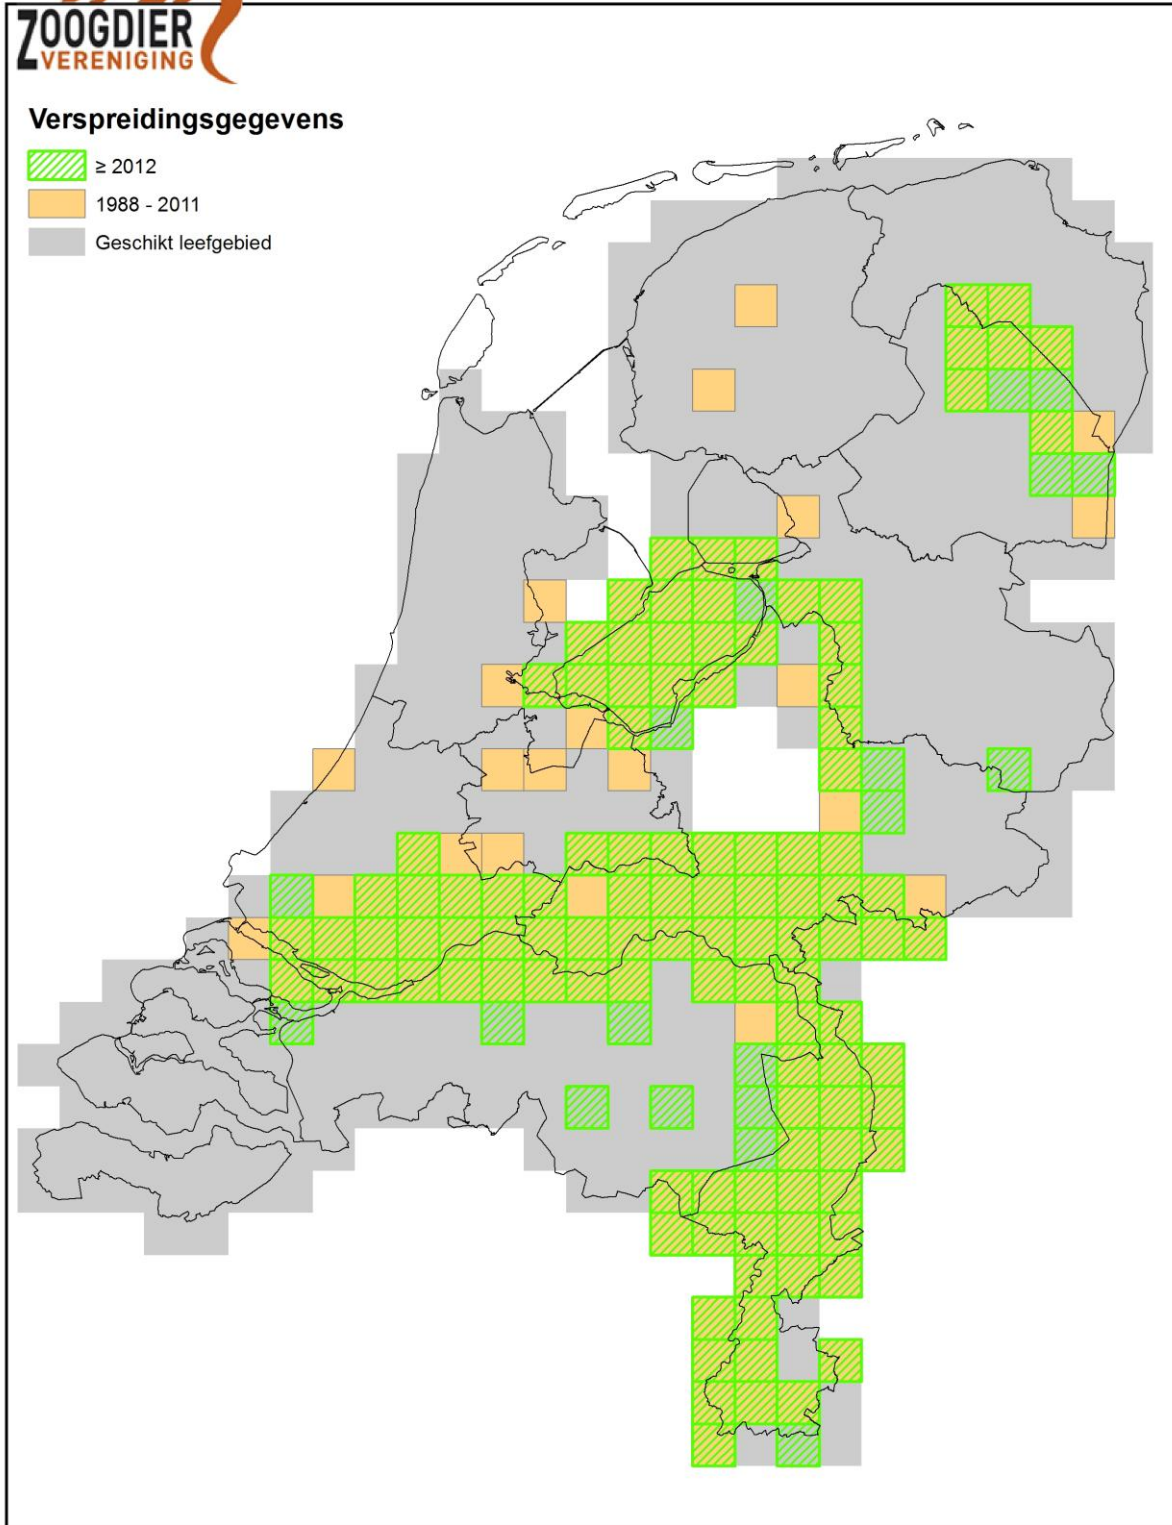 ZOOGDIER
VERENIGING
Verspreidingsgegevens
≥ 2012
1988 - 2011
Geschikt leefgebied